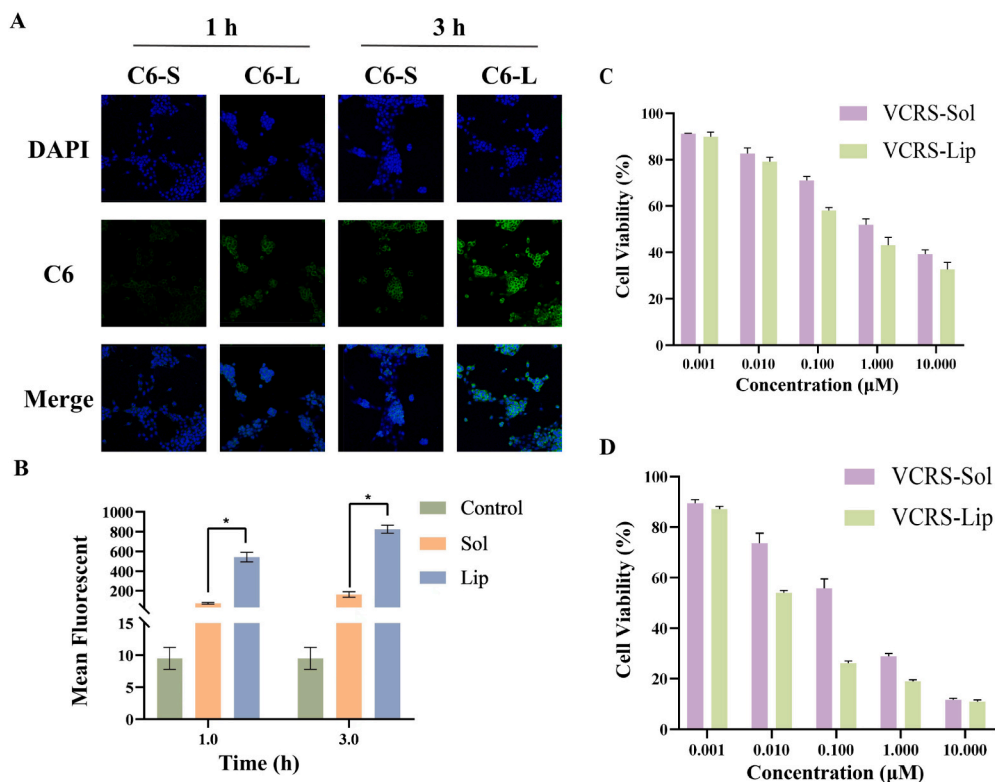 A
1 h
3 h
C6-S
C6-L
C6-S
C6-L
DAPI
C6
Merge
B
Mean Fluorescent
1000
800
600
400
200
15
10
5
0
*
*
Control
Sol
Lip
1.0
3.0
Time (h)
C
Cell Viability (%)
100
80
60
40
20
0
VCRS-Sol
VCRS-Lip
0.001
0.010
0.100
1.000
10.000
Concentration (μM)
D
Cell Viability (%)
100
80
60
40
20
0
VCRS-Sol
VCRS-Lip
0.001
0.010
0.100
1.000
10.000
Concentration (μM)